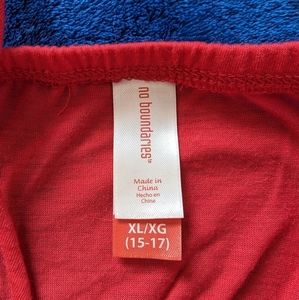 no boundaries
Made in
China
Hecho en
China
XL/XG
(15-17)